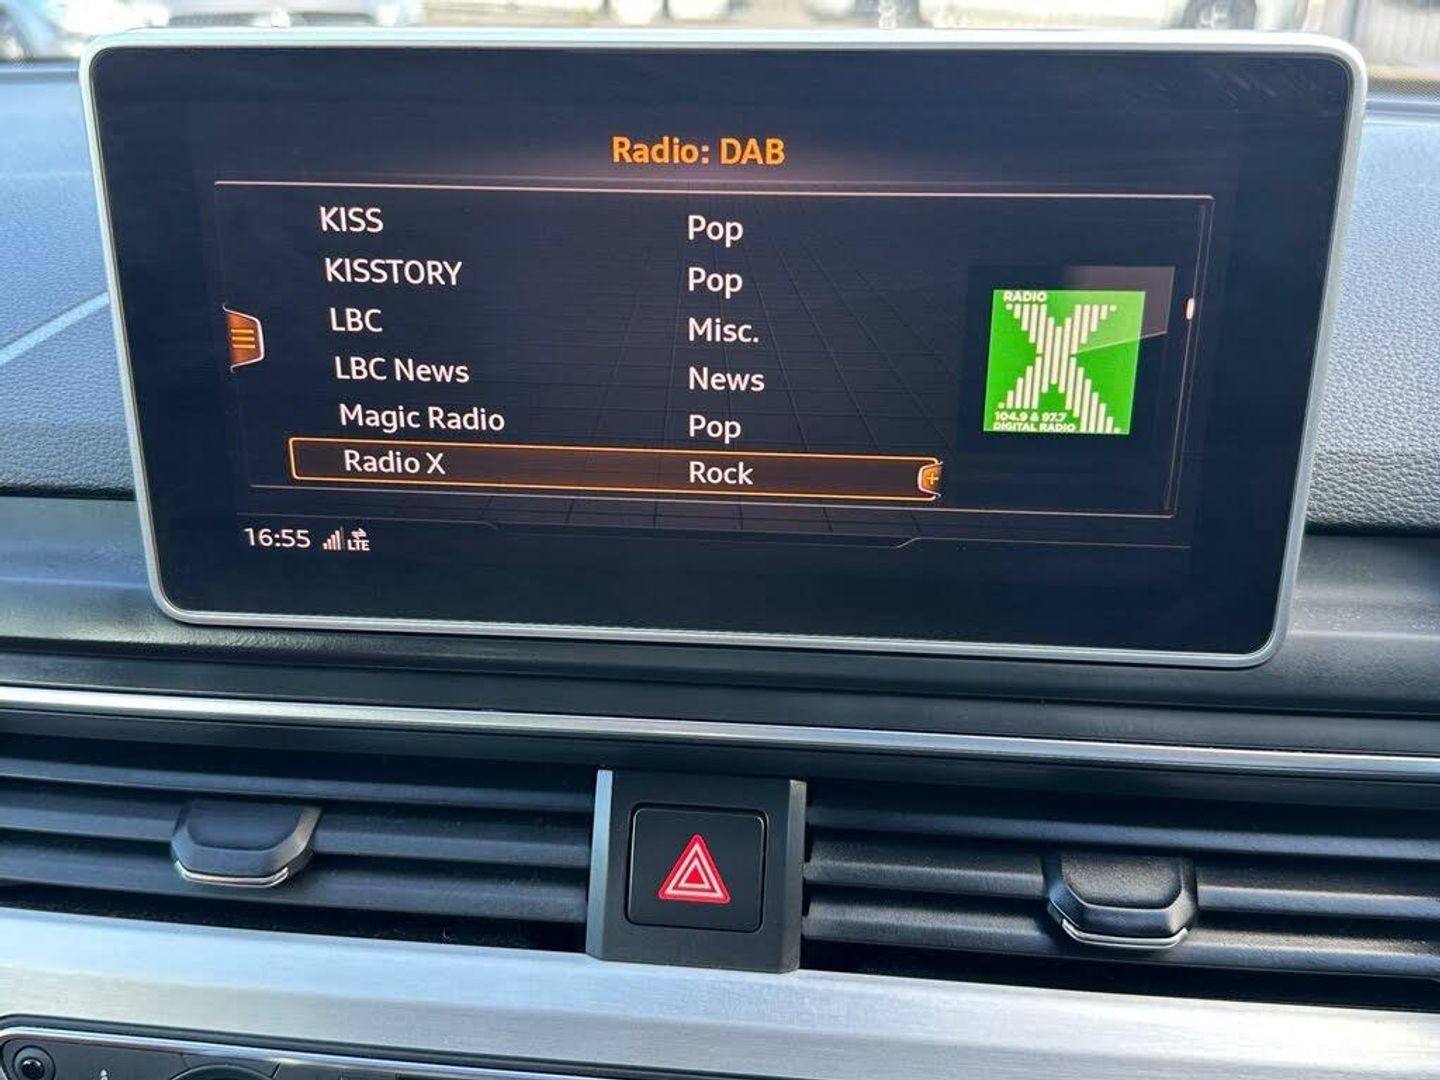 Radio: DAB
KISS Pop
KISSTORY Pop
LBC Misc.
LBC News News
Magic Radio Pop
Radio X Rock
RADIO
X
104.9 & 97.7
DIGITAL RADIO
16:55 LTE